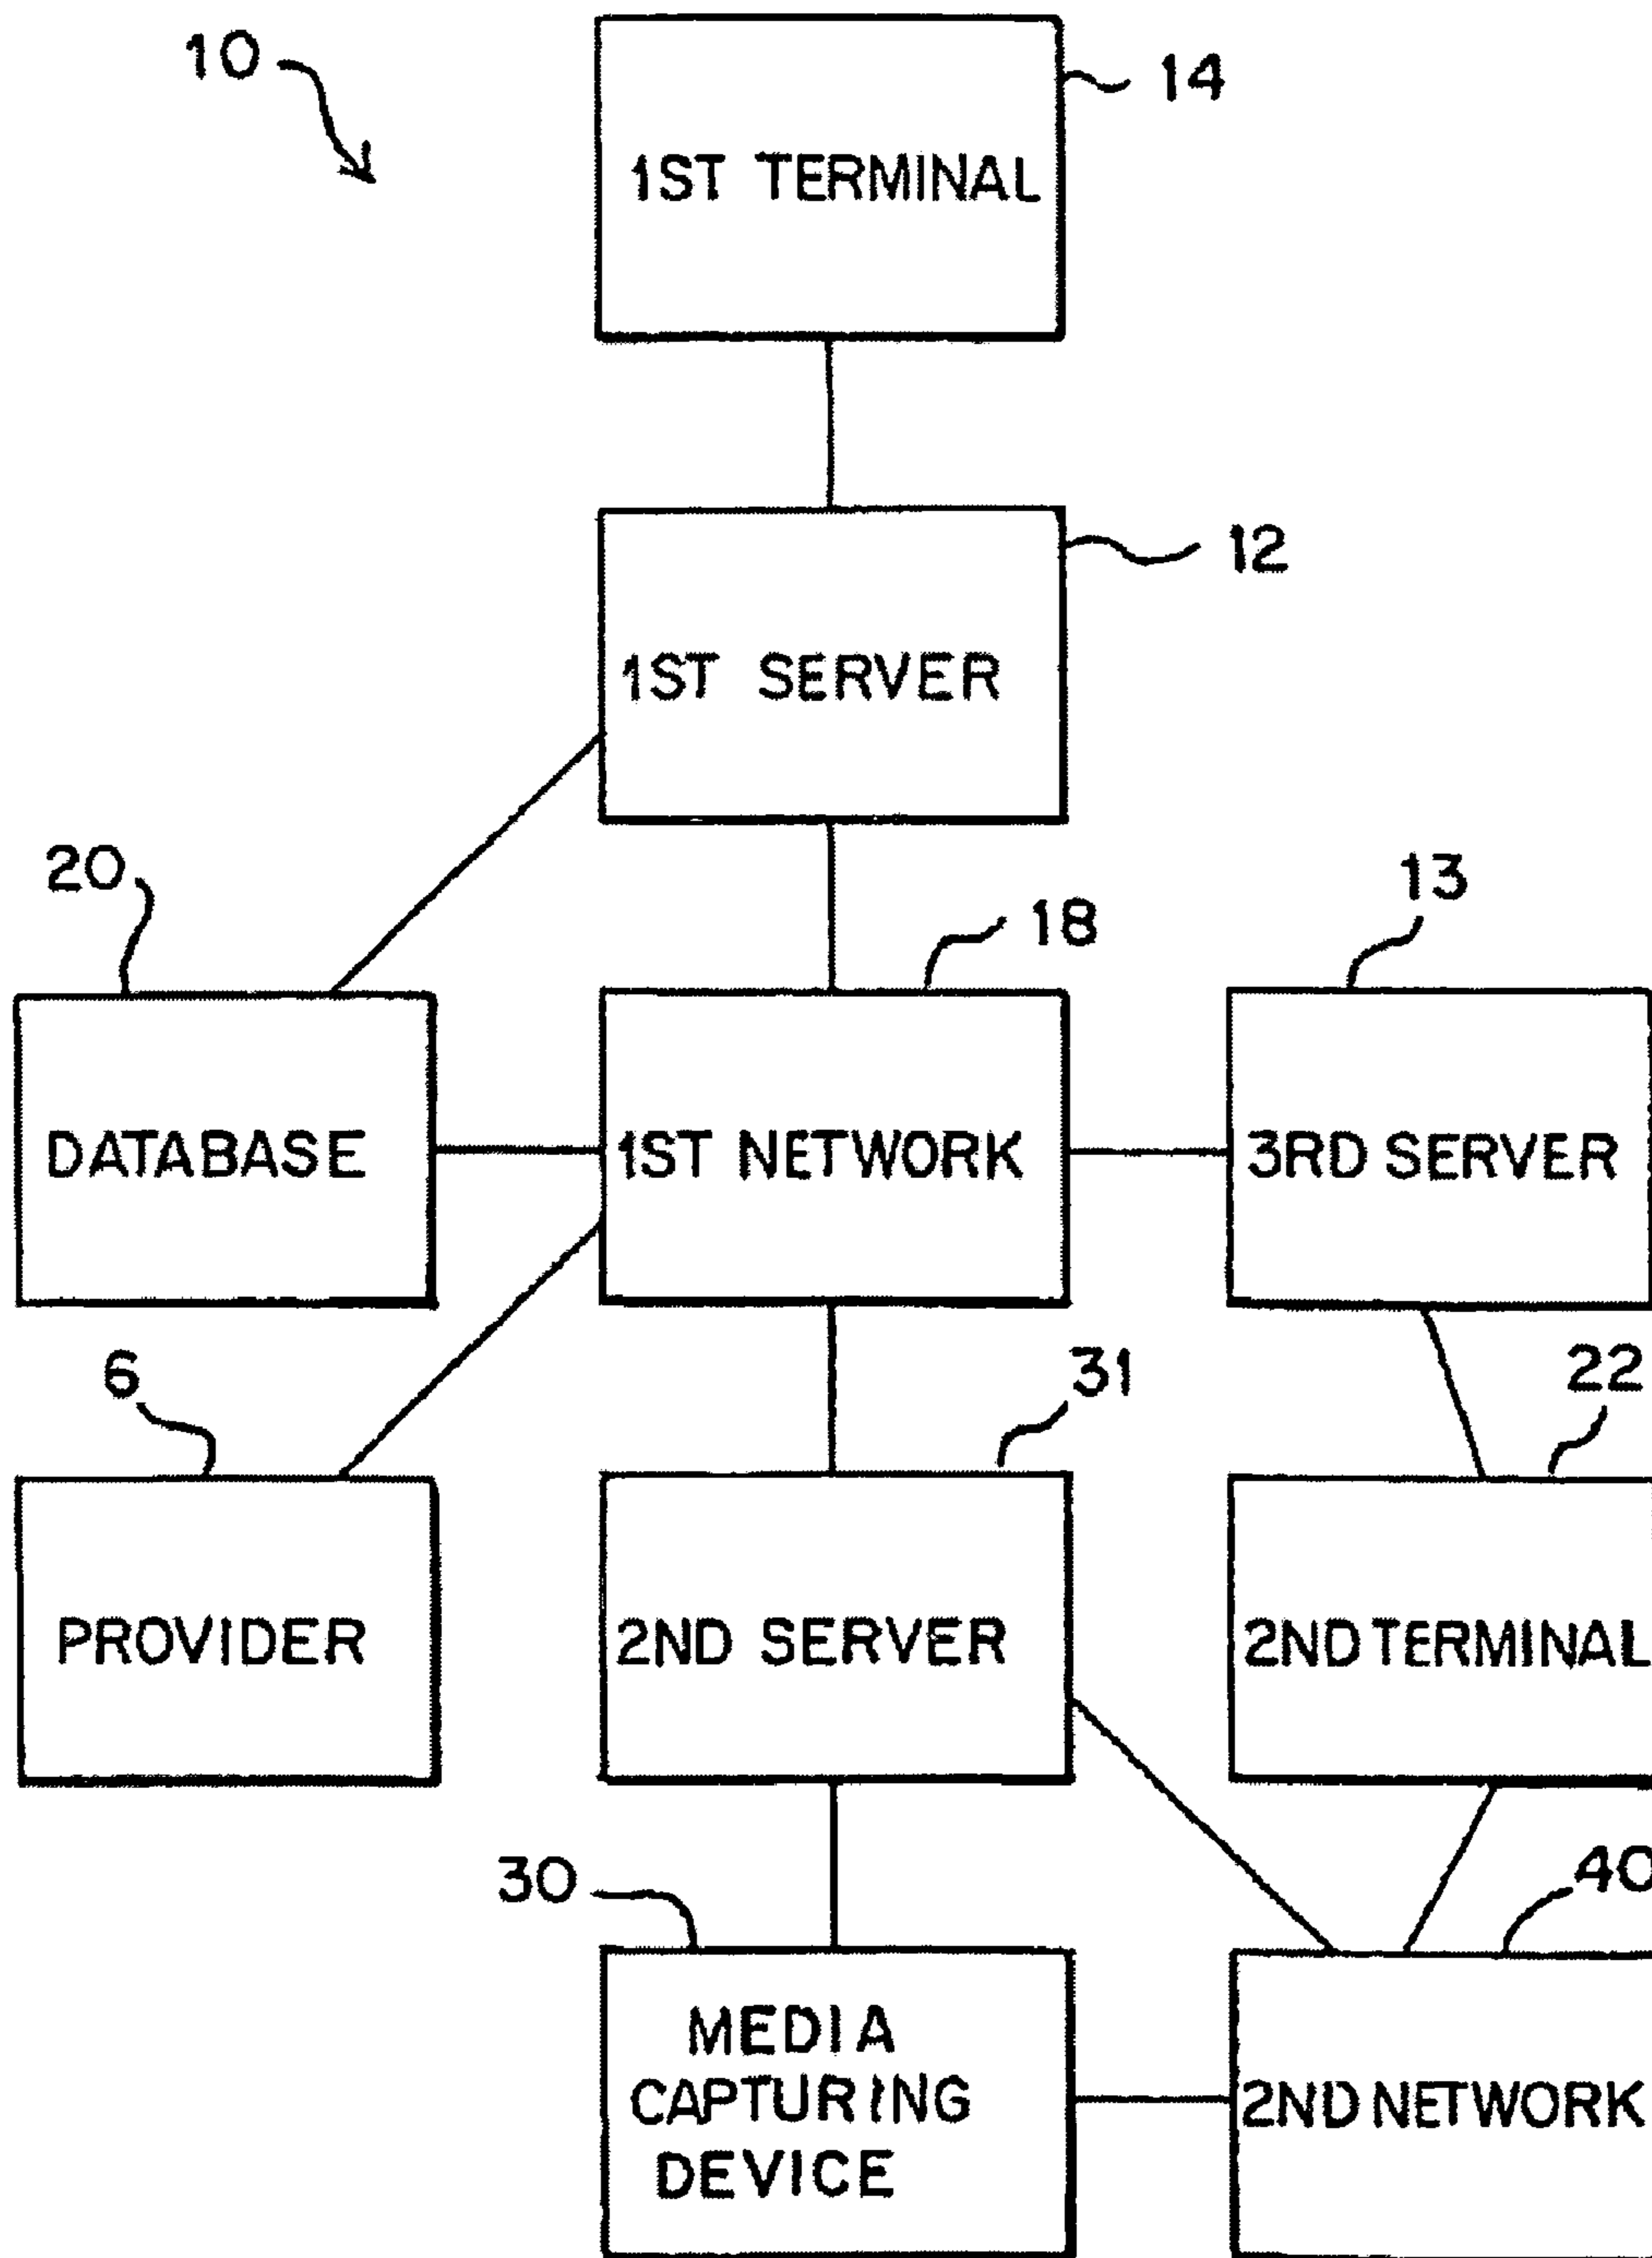 10
14
1ST TERMINAL
12
1ST SERVER
20
18
13
DATABASE
1ST NETWORK
3RD SERVER
6
31
22
PROVIDER
2ND SERVER
2ND TERMINAL
30
40
MEDIA
CAPTURING
DEVICE
2ND NETWORK